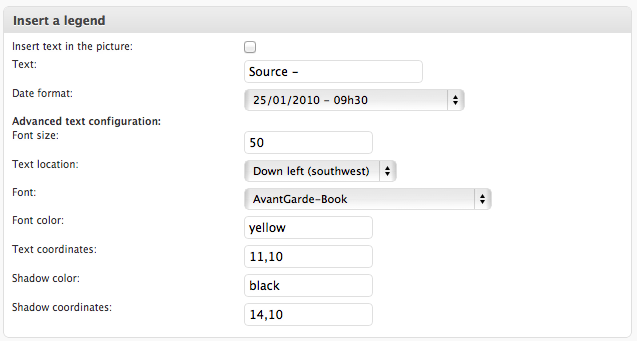 Insert a legend
Insert text in the picture:
Text: Source -
Date format: 25/01/2010 - 09h30
Advanced text configuration:
Font size: 50
Text location: Down left (southwest)
Font: AvantGarde-Book
Font color: yellow
Text coordinates: 11,10
Shadow color: black
Shadow coordinates: 14,10